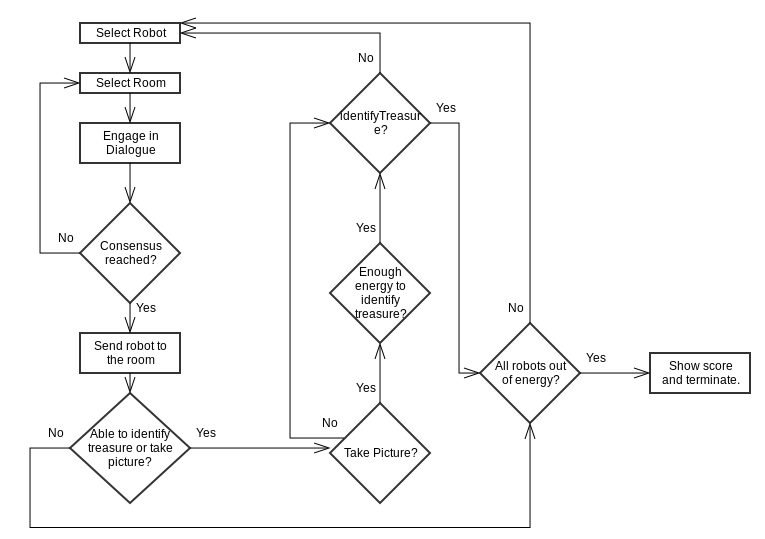 Select Robot
Select Room
Engage in
Dialogue
Consensus
reached?
No
Yes
Send robot to
the room
Able to identify
treasure or take
picture?
No
Yes
No
IdentifyTreasur
e?
Yes
Yes
Enough
energy to
identify
treasure?
Yes
No
Take Picture?
No
All robots out
of energy?
Yes
Show score
and terminate.